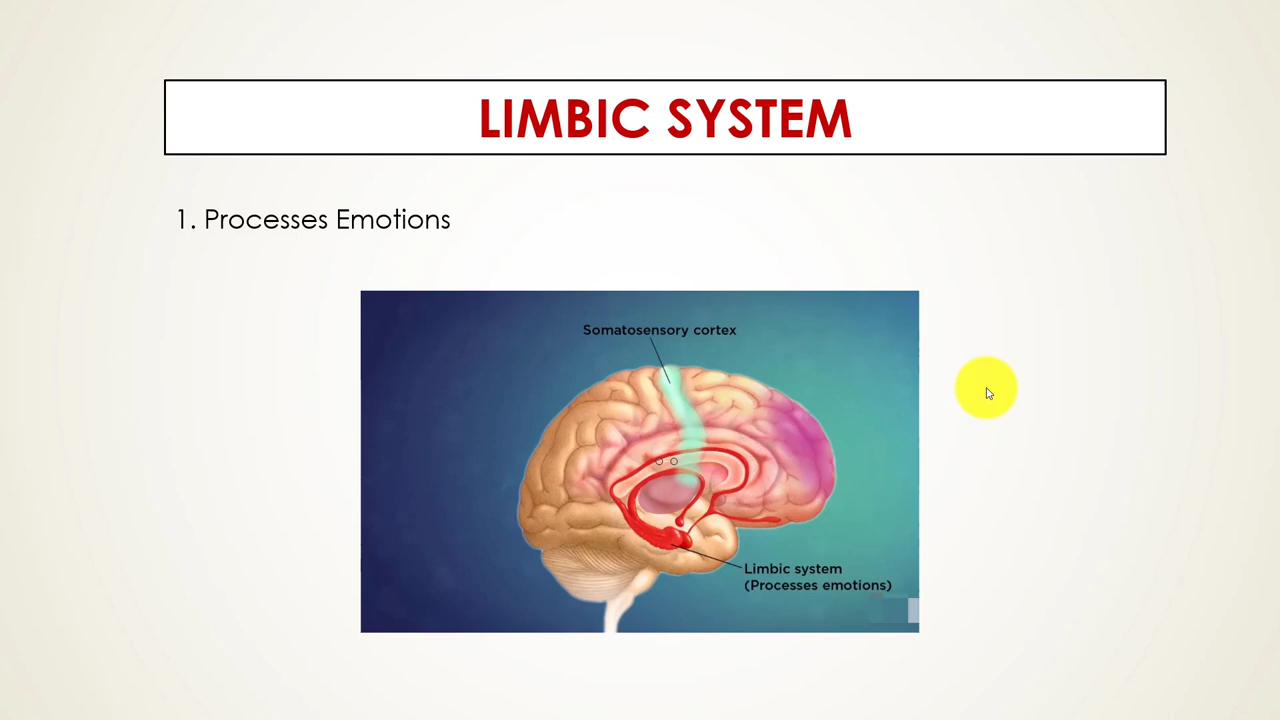 LIMBIC SYSTEM
1. Processes Emotions
Somatosensory cortex
Limbic system
(Processes emotions)